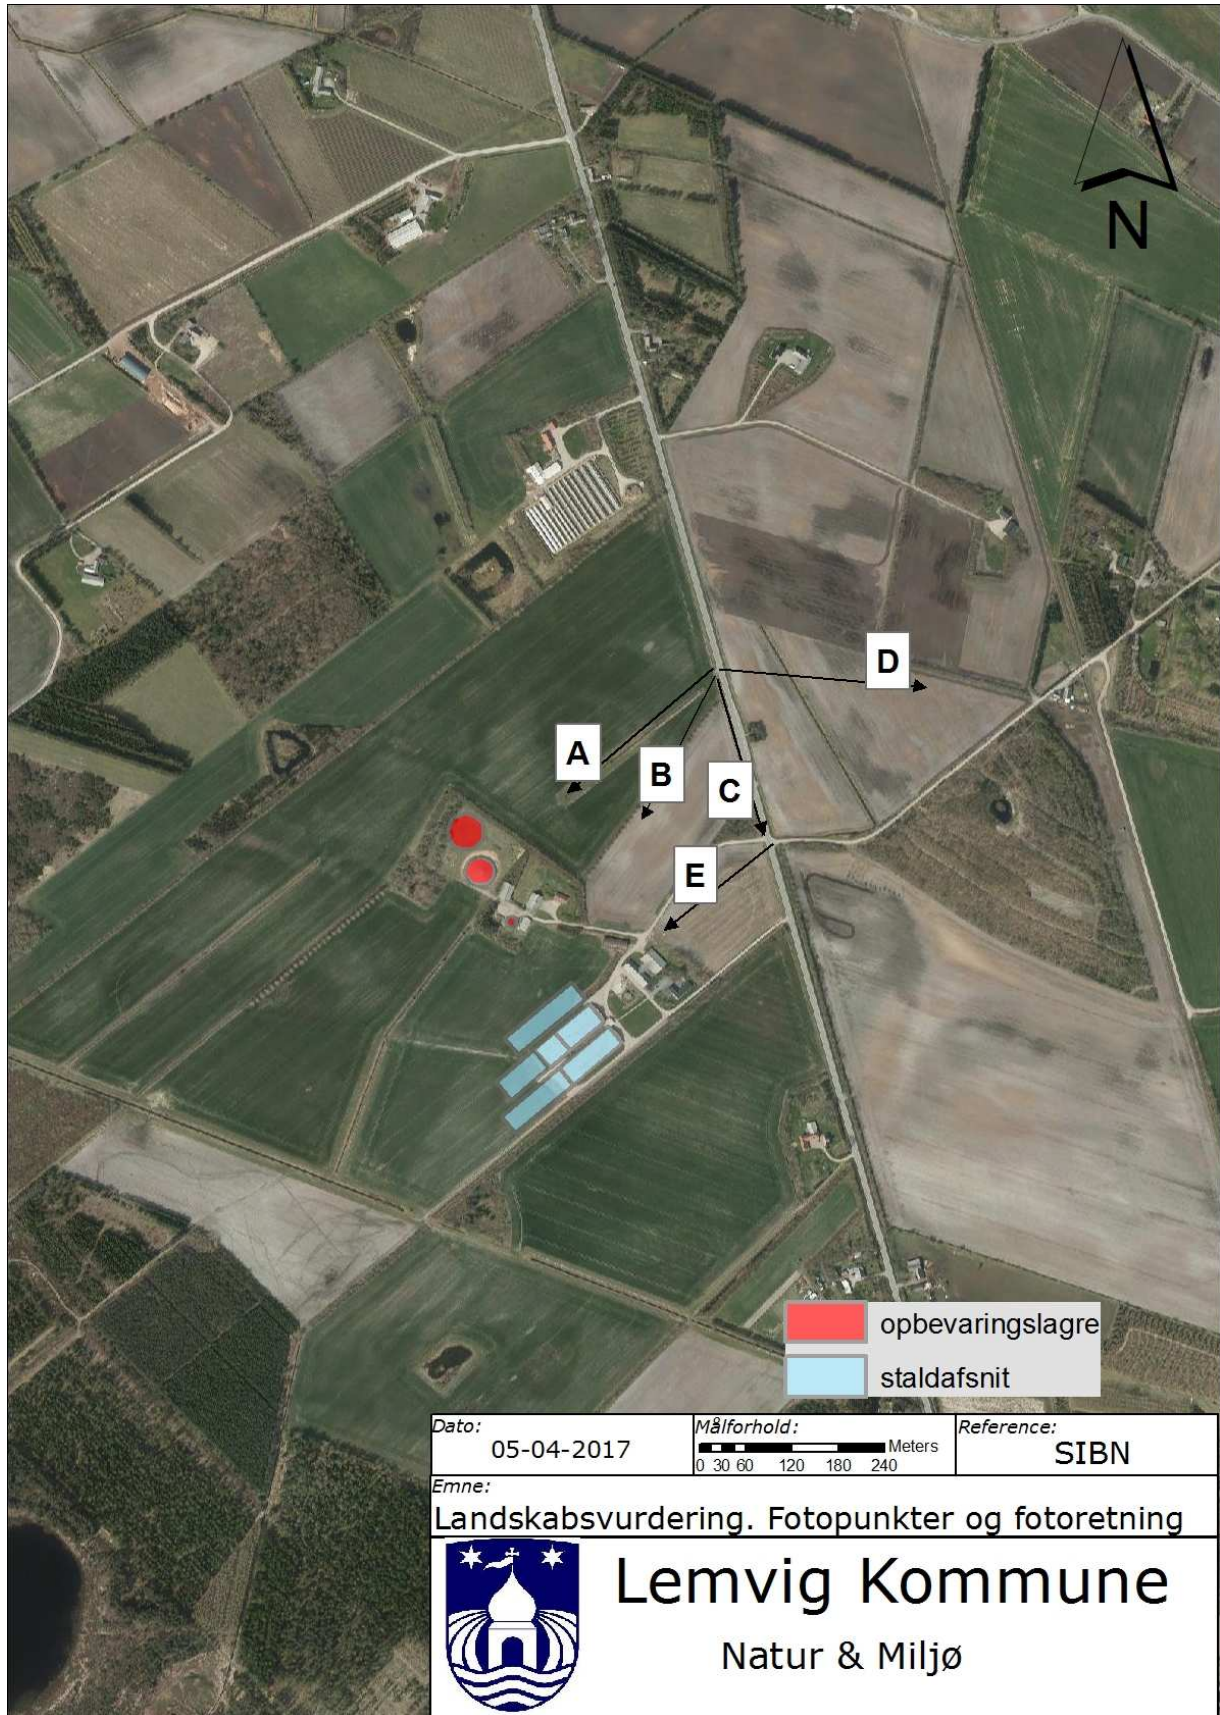 N
D
A
B
C
E
opbevaringslagre
staldafsnit
Dato:
05-04-2017
Målforhold:
Meters
0 30 60 120 180 240
Reference:
SIBN
Emne:
Landskabsvurdering. Fotopunkter og fotoretning
Lemvig Kommune
Natur & Miljø